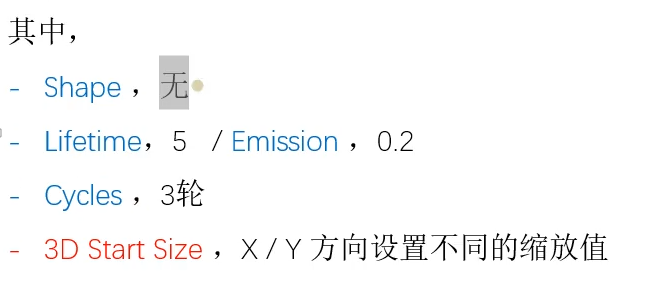 其中，
- Shape ，无
- Lifetime，5 / Emission ，0.2
- Cycles ，3轮
- 3D Start Size ，X / Y 方向设置不同的缩放值